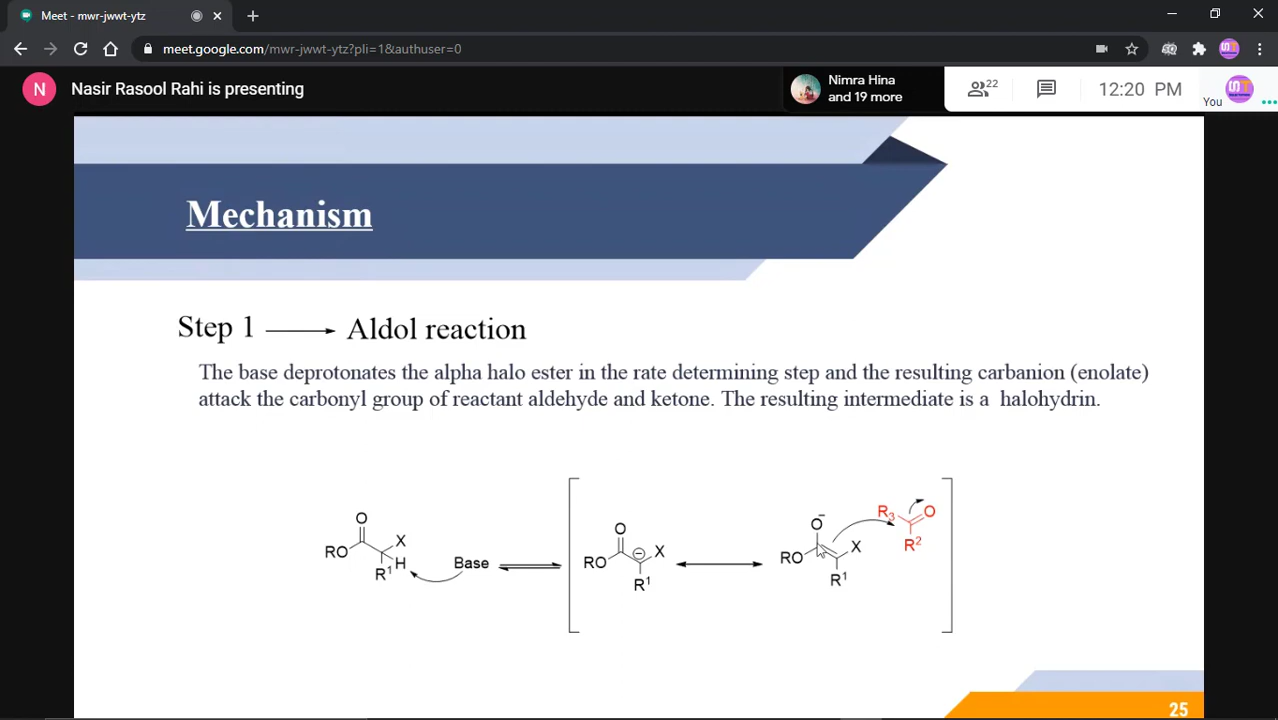 Meet - mwr-jwwt-ytz
meet.google.com/mwr-jwwt-ytz?pli=1&authuser=0
N Nasir Rasool Rahi is presenting
Nimra Hina
and 19 more
22
12:20 PM
You
Mechanism
Step 1 → Aldol reaction
The base deprotonates the alpha halo ester in the rate determining step and the resulting carbanion (enolate)
attack the carbonyl group of reactant aldehyde and ketone. The resulting intermediate is a halohydrin.
O
RO
X
H
R¹
Base
O
RO
X
R¹
O
RO
X
R¹
R₃
O
R²
25